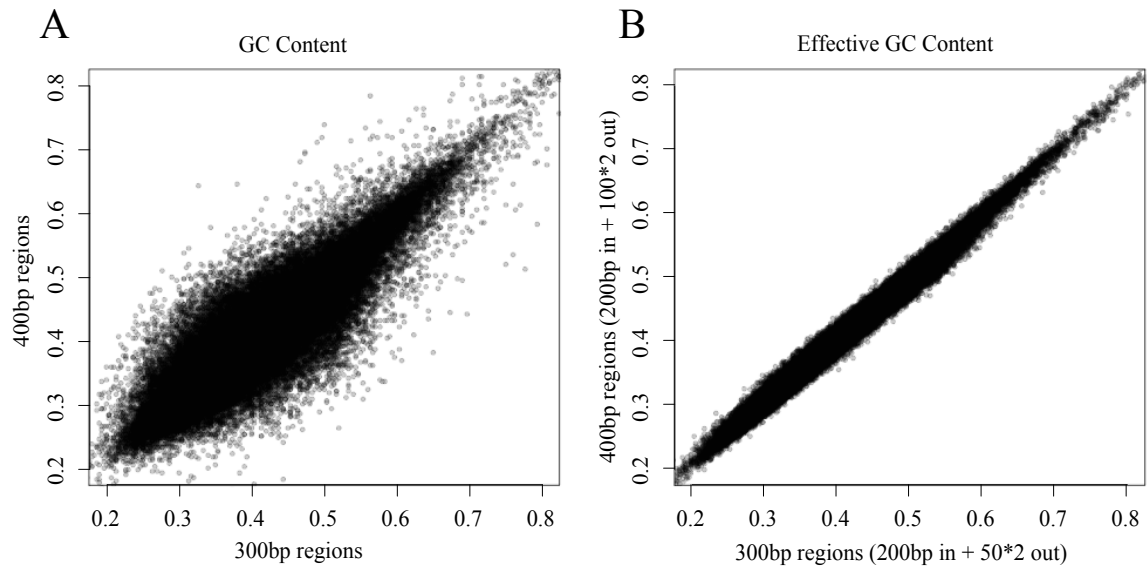 A
GC Content
400bp regions
0.2 0.3 0.4 0.5 0.6 0.7 0.8
0.2 0.3 0.4 0.5 0.6 0.7 0.8
300bp regions
B
Effective GC Content
400bp regions (200bp in + 100*2 out)
0.2 0.3 0.4 0.5 0.6 0.7 0.8
0.2 0.3 0.4 0.5 0.6 0.7 0.8
300bp regions (200bp in + 50*2 out)